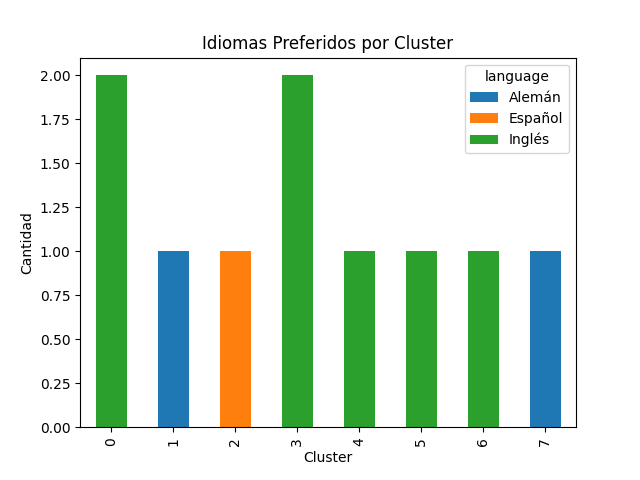 Idiomas Preferidos por Cluster
language
Alemán
Español
Inglés
2.00
1.75
1.50
1.25
1.00
0.75
0.50
0.25
0.00
Cantidad
0 1 2 3 4 5 6 7
Cluster